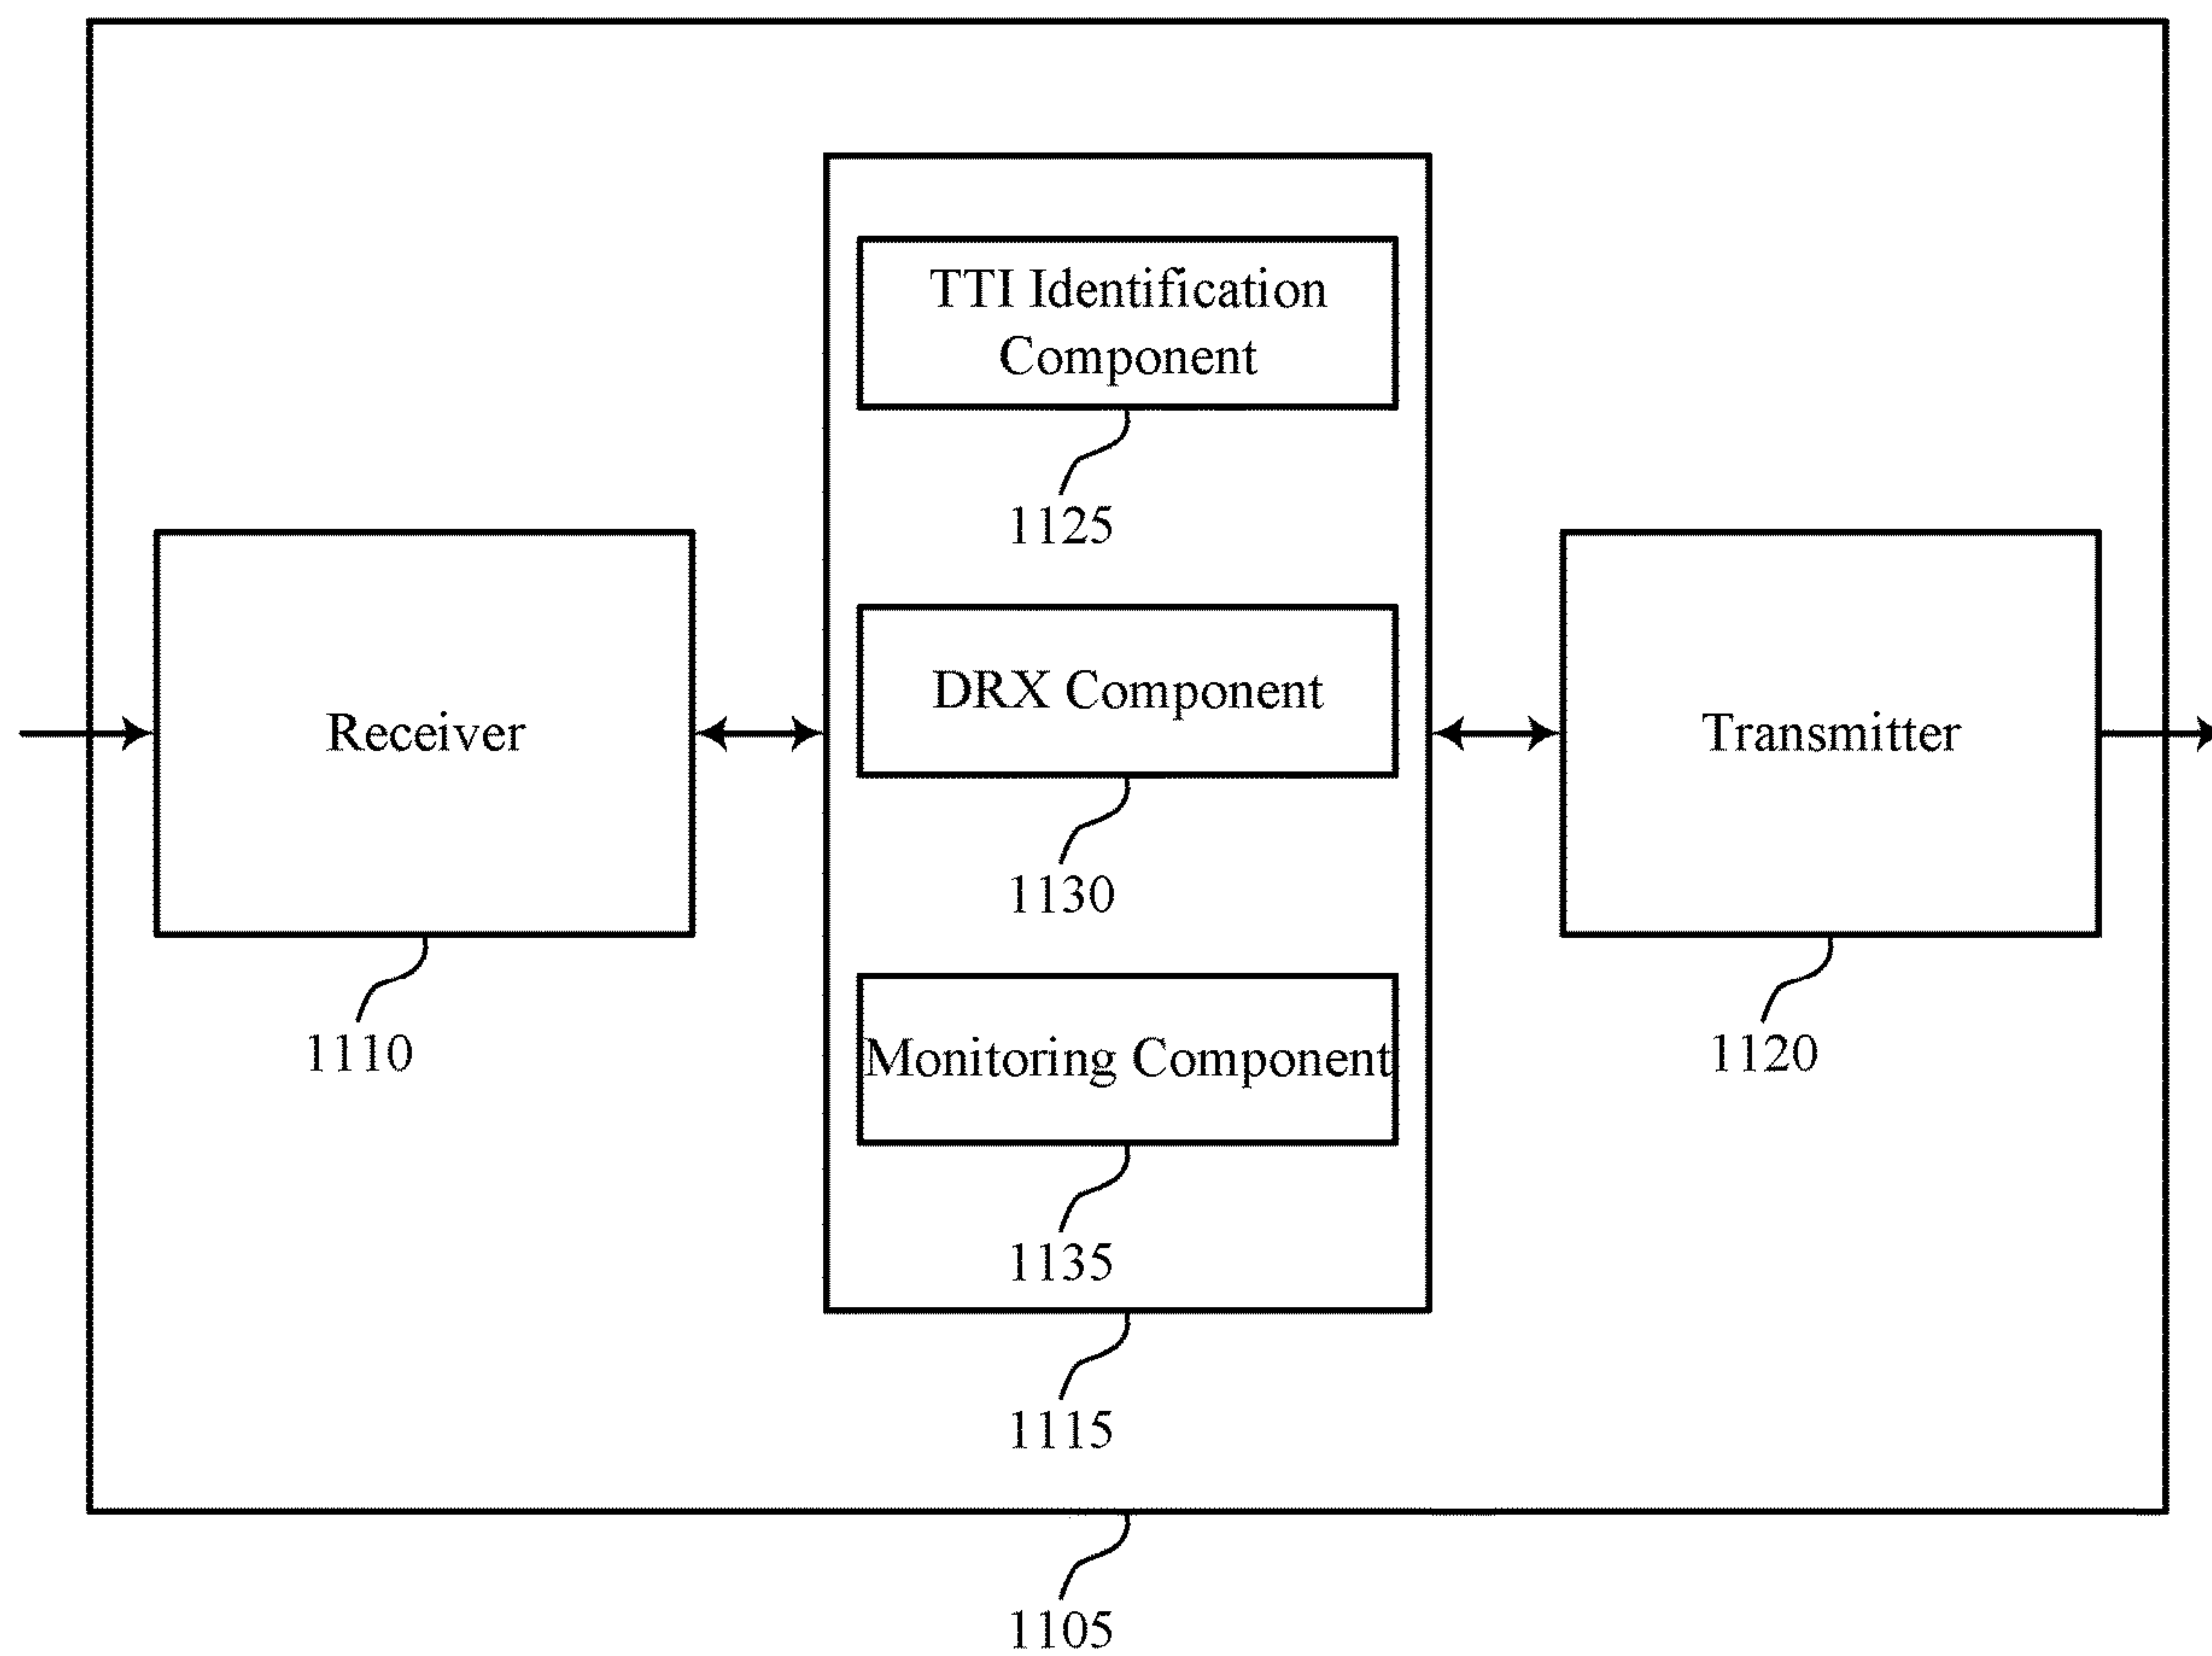 TTI Identification
Component
1125
Receiver
1110
DRX Component
1130
Transmitter
1120
Monitoring Component
1135
1115
1105